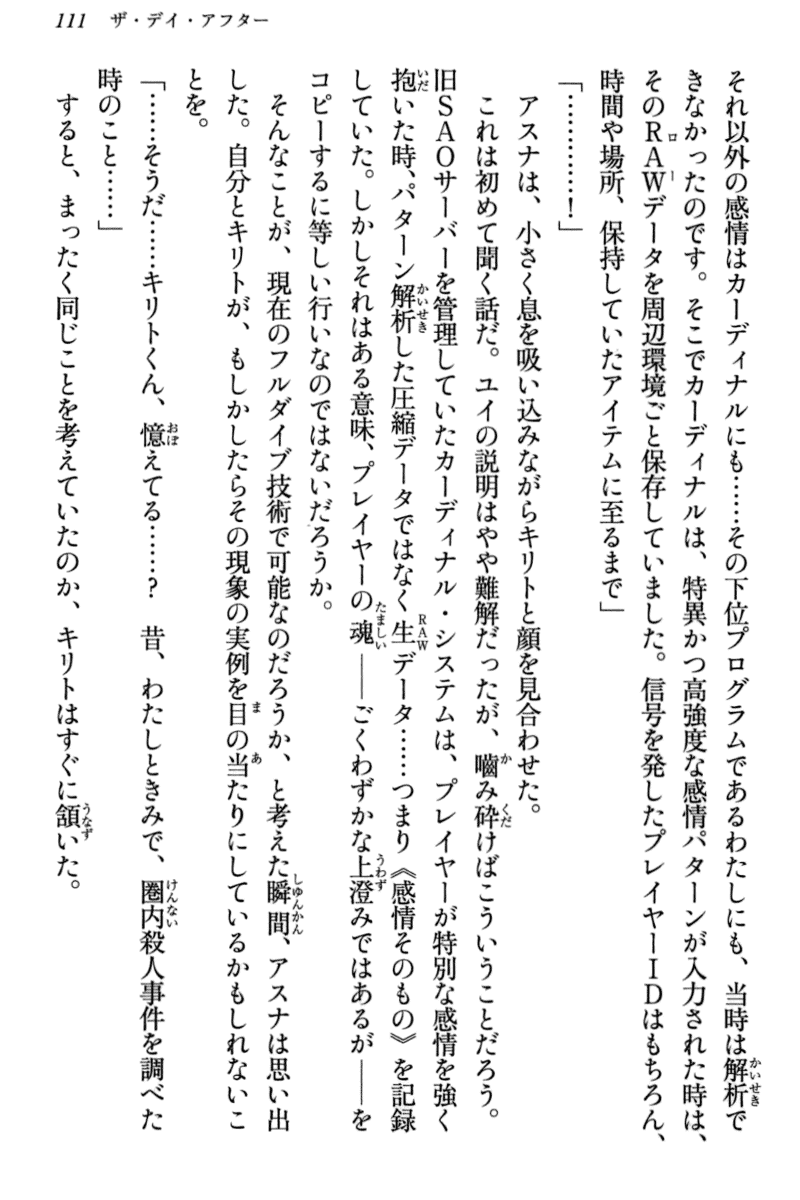 111 ザ・デイ・アフター
それ以外の感情はカーディナルにも……その下位プログラムであるわたしにも、当時は解析で
きなかったのです。そこでカーディナルは、特異かつ高強度な感情パターンが入力された時は、
そのRAWデータを周辺環境ごと保存していました。信号を発したプレイヤーIDはもちろん、
時間や場所、保持していたアイテムに至るまで」
「…………！」
アスナは、小さく息を吸い込みながらキリトと顔を見合わせた。
これは初めて聞く話だ。ユイの説明はやや難解だったが、嚙み砕けばこういうことだろう。
旧SAOサーバーを管理していたカーディナル・システムは、プレイヤーが特別な感情を強く
抱いた時、パターン解析した圧縮データではなく生データ……つまり《感情そのもの》を記録
していた。しかしそれはある意味、プレイヤーの魂――ごくわずかな上澄みではあるが――を
コピーするに等しい行いなのではないだろうか。
そんなことが、現在のフルダイブ技術で可能なのだろうか、と考えた瞬間、アスナは思い出
した。自分とキリトが、もしかしたらその現象の実例を目の当たりにしているかもしれないこ
とを。
「……そうだ……キリトくん、憶えてる……？　昔、わたしときみで、圏内殺人事件を調べた
時のこと……」
すると、まったく同じことを考えていたのか、キリトはすぐに頷いた。